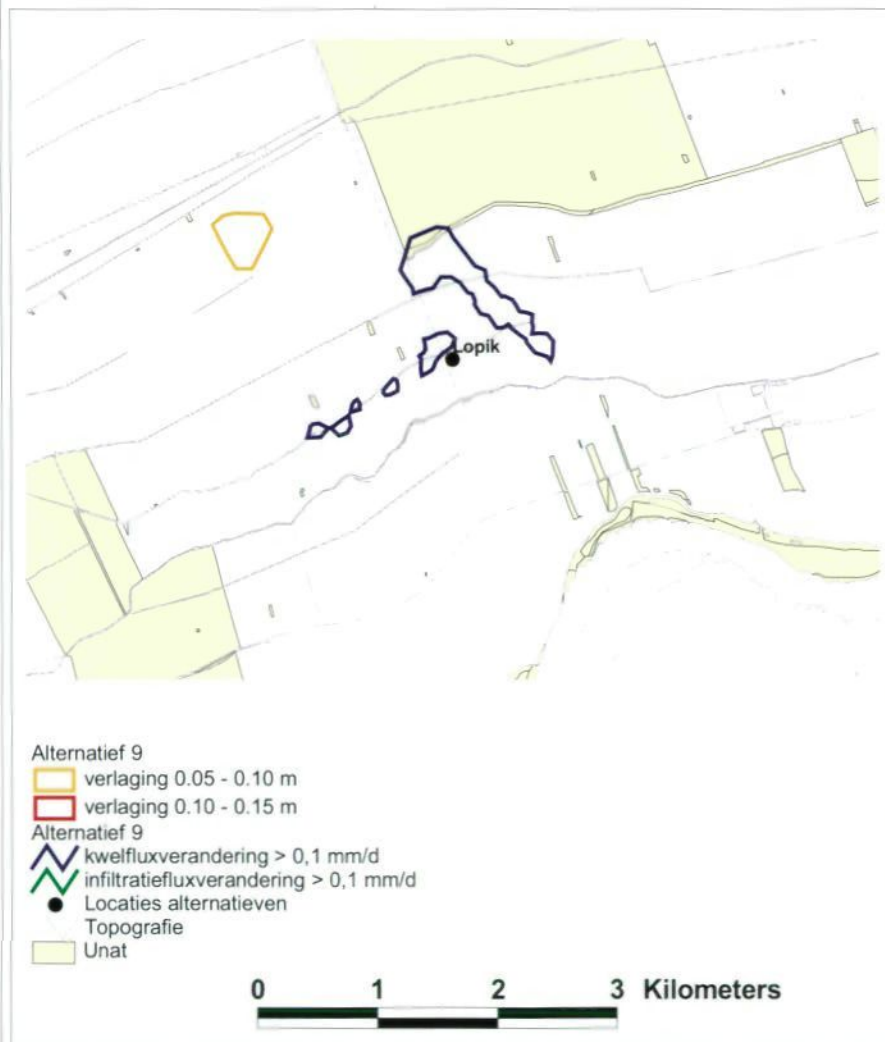 Lopik
Alternatief 9
verlaging 0.05 - 0.10 m
verlaging 0.10 - 0.15 m
Alternatief 9
kwelfluxverandering > 0,1 mm/d
infiltratiefluxverandering > 0,1 mm/d
Locaties alternatieven
Topografie
Unat
0 1 2 3 Kilometers